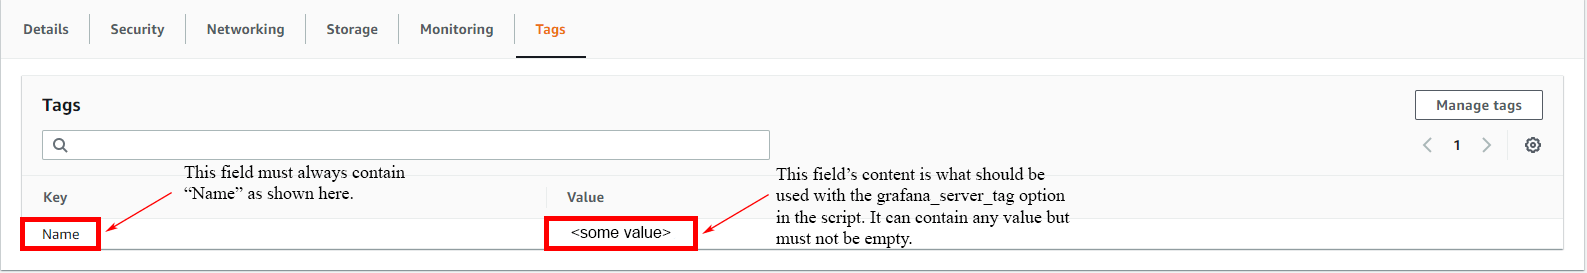 Details Security Networking Storage Monitoring Tags
Tags
Manage tags
1
This field must always contain
“Name” as shown here.
This field’s content is what should be
used with the grafana_server_tag option
in the script. It can contain any value but
must not be empty.
Key Value
Name <some value>